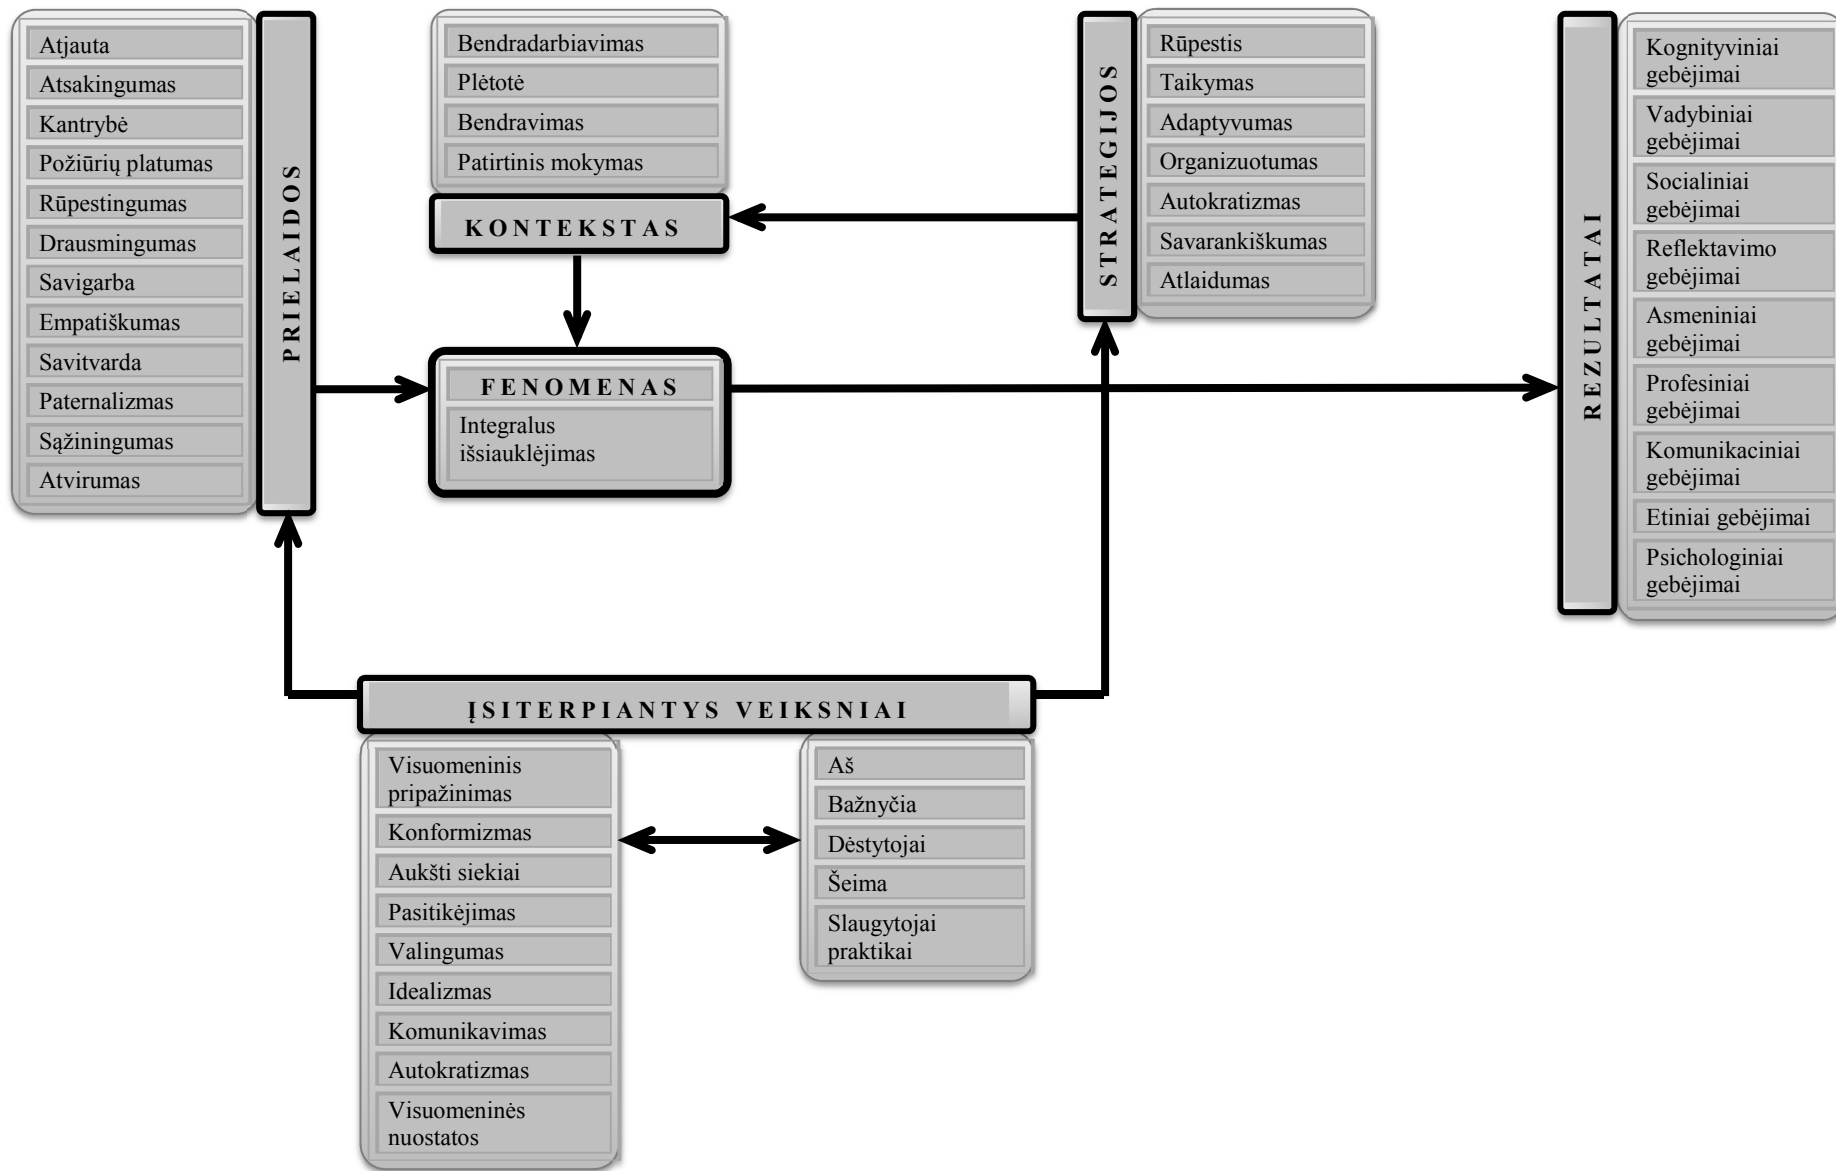 Atjauta
Atsakingumas
Kantrybė
Požiūrių platumas
Rūpestingumas
Drausmingumas
Savigarba
Empatiškumas
Savitvarda
Paternalizmas
Sąžiningumas
Atvirumas
PRIELAIDOS
Bendradarbiavimas
Plėtotė
Bendravimas
Patirtinis mokymas
KONTEKSTAS
FENOMENAS
Integralus
išsiauklėjimas
STRATEGIJOS
Rūpestis
Taikymas
Adaptyvumas
Organizuotumas
Autokratizmas
Savarankiškumas
Atlaidumas
REZULTATAI
Kognityviniai
gebėjimai
Vadybiniai
gebėjimai
Socialiniai
gebėjimai
Reflektavimo
gebėjimai
Asmeniniai
gebėjimai
Profesiniai
gebėjimai
Komunikaciniai
gebėjimai
Etiniai gebėjimai
Psichologiniai
gebėjimai
ĮSITERPIANTYS VEIKSNIAI
Visuomeninis
pripažinimas
Konformizmas
Aukšti siekiai
Pasitikėjimas
Valingumas
Idealizmas
Komunikavimas
Autokratizmas
Visuomeninės
nuostatos
Aš
Bažnyčia
Dėstytojai
Šeima
Slaugytojai
praktikai